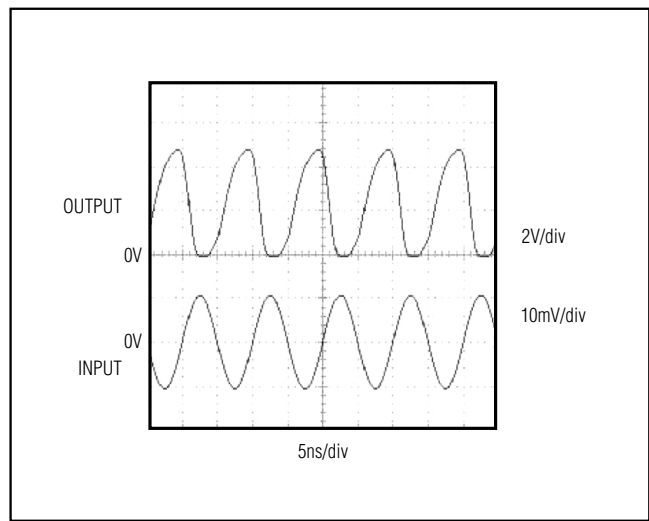 OUTPUT
2V/div
0V
10mV/div
0V
INPUT
5ns/div